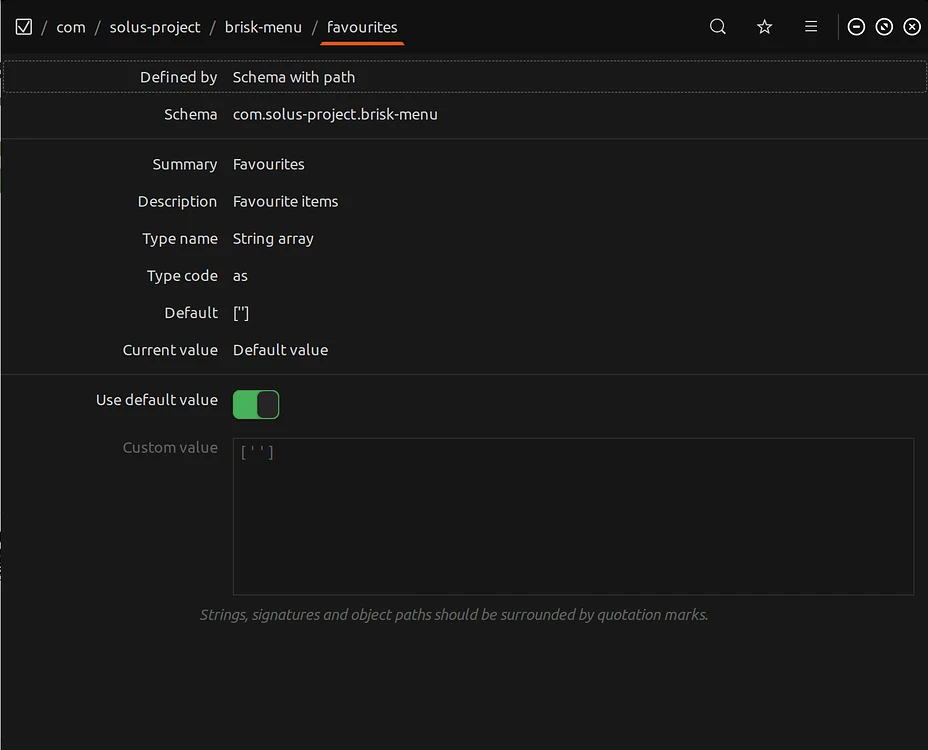 / com / solus-project / brisk-menu / favourites
Defined by Schema with path
Schema com.solus-project.brisk-menu
Summary Favourites
Description Favourite items
Type name String array
Type code as
Default ['']
Current value Default value
Use default value
Custom value ['']
Strings, signatures and object paths should be surrounded by quotation marks.